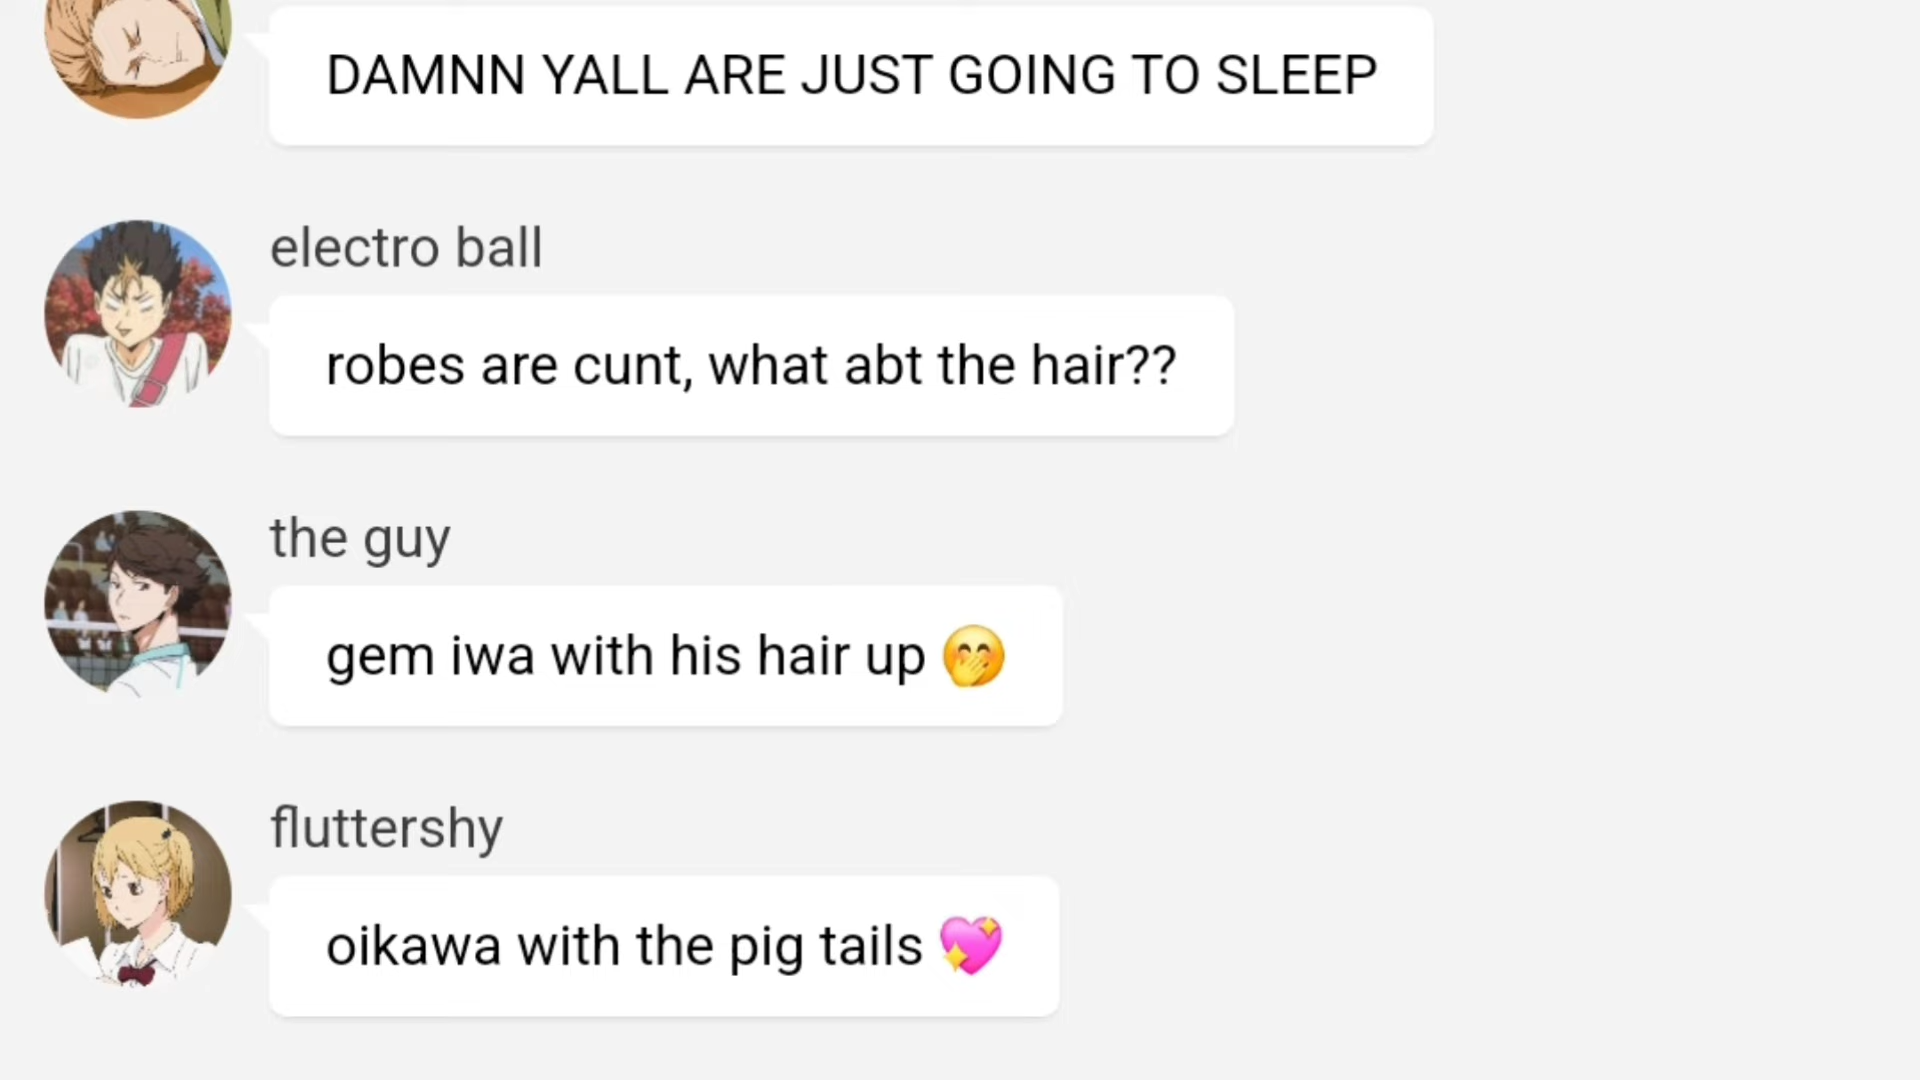 DAMNN YALL ARE JUST GOING TO SLEEP
electro ball
robes are cunt, what abt the hair??
the guy
gem iwa with his hair up 🤭
fluttershy
oikawa with the pig tails 💖